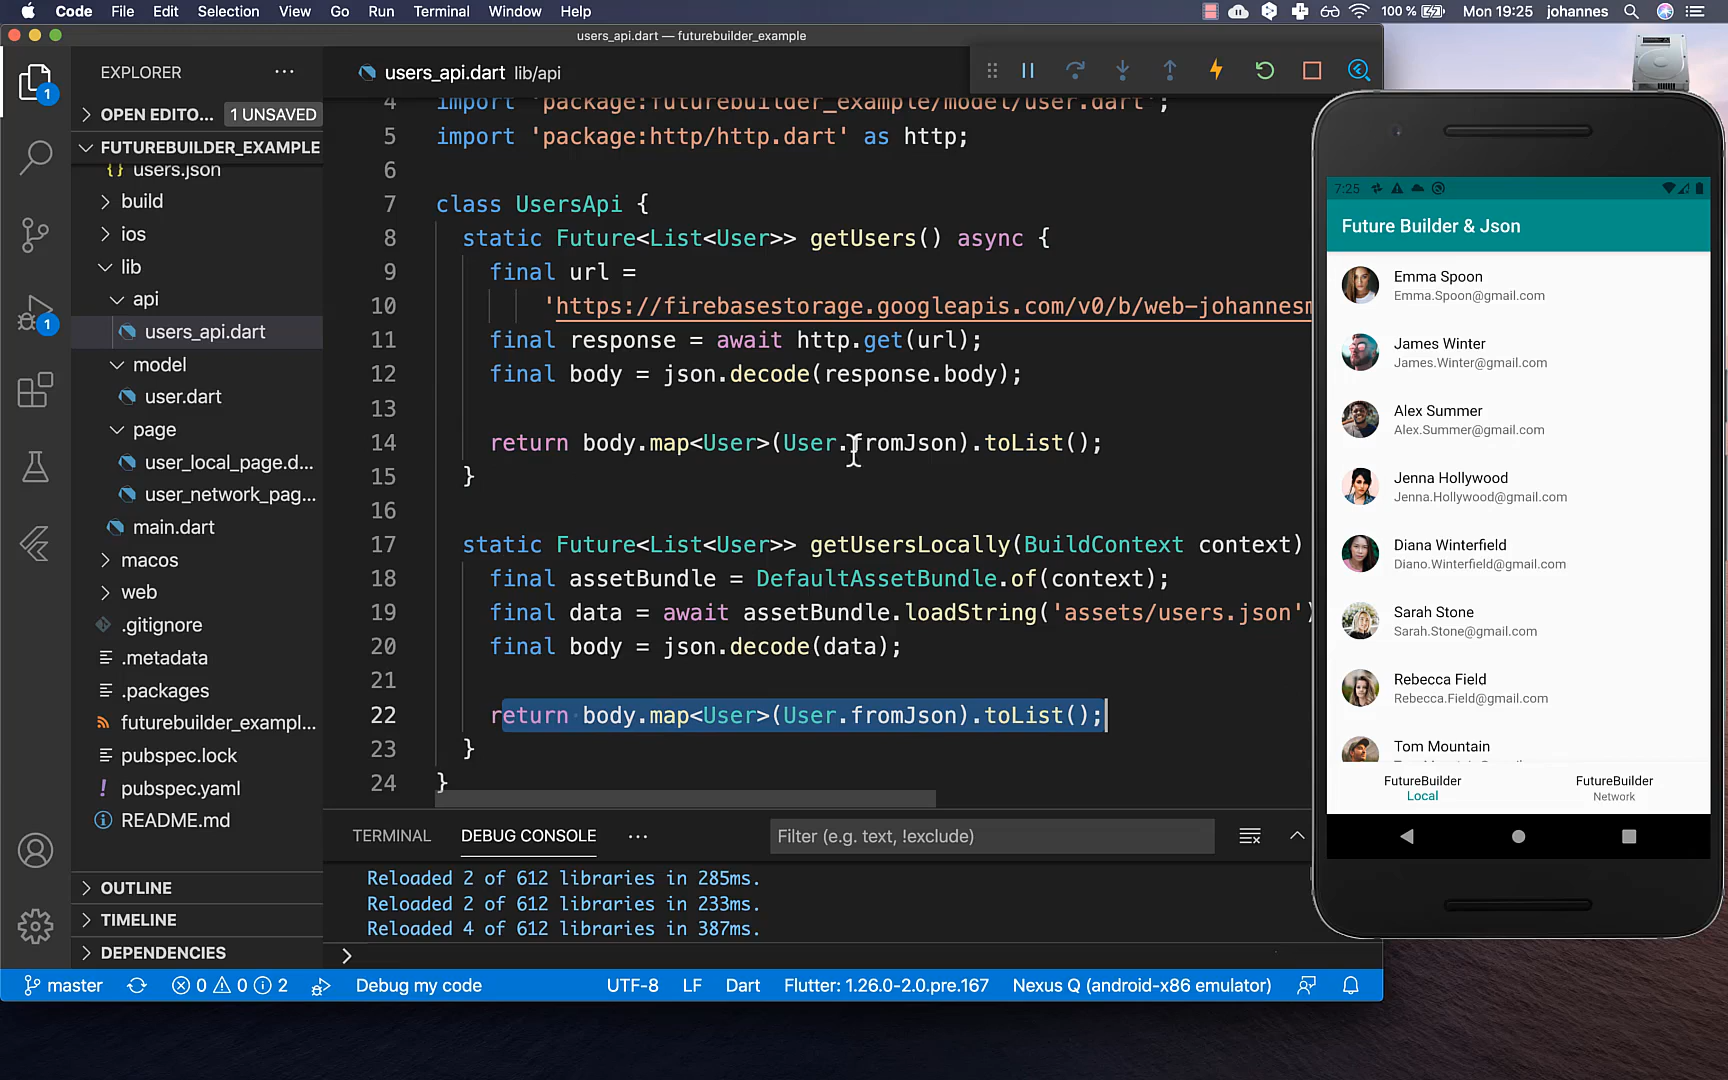 Code File Edit Selection View Go Run Terminal Window Help 100 % Mon 19:25 johannes
users_api.dart — futurebuilder_example
EXPLORER
OPEN EDITO... 1 UNSAVED
FUTUREBUILDER_EXAMPLE
users.json
build
ios
lib
api
users_api.dart
model
user.dart
page
user_local_page.d...
user_network_pag...
main.dart
macos
web
.gitignore
.metadata
.packages
futurebuilder_exampl...
pubspec.lock
pubspec.yaml
README.md
OUTLINE
TIMELINE
DEPENDENCIES
1
1
users_api.dart lib/api
4 import 'package:futurebuilder_example/model/user.dart';
5 import 'package:http/http.dart' as http;
6
7 class UsersApi {
8 static Future<List<User>> getUsers() async {
9 final url =
10 'https://firebasestorage.googleapis.com/v0/b/web-johannesm
11 final response = await http.get(url);
12 final body = json.decode(response.body);
13
14 return body.map<User>(User.fromJson).toList();
15 }
16
17 static Future<List<User>> getUsersLocally(BuildContext context)
18 final assetBundle = DefaultAssetBundle.of(context);
19 final data = await assetBundle.loadString('assets/users.json')
20 final body = json.decode(data);
21
22 return body.map<User>(User.fromJson).toList();
23 }
24 }
TERMINAL DEBUG CONSOLE Filter (e.g. text, !exclude)
Reloaded 2 of 612 libraries in 285ms.
Reloaded 2 of 612 libraries in 233ms.
Reloaded 4 of 612 libraries in 387ms.
master 0 0 2 Debug my code UTF-8 LF Dart Flutter: 1.26.0-2.0.pre.167 Nexus Q (android-x86 emulator)
7:25
Future Builder & Json
Emma Spoon
Emma.Spoon@gmail.com
James Winter
James.Winter@gmail.com
Alex Summer
Alex.Summer@gmail.com
Jenna Hollywood
Jenna.Hollywood@gmail.com
Diana Winterfield
Diano.Winterfield@gmail.com
Sarah Stone
Sarah.Stone@gmail.com
Rebecca Field
Rebecca.Field@gmail.com
Tom Mountain
FutureBuilder
Local
FutureBuilder
Network